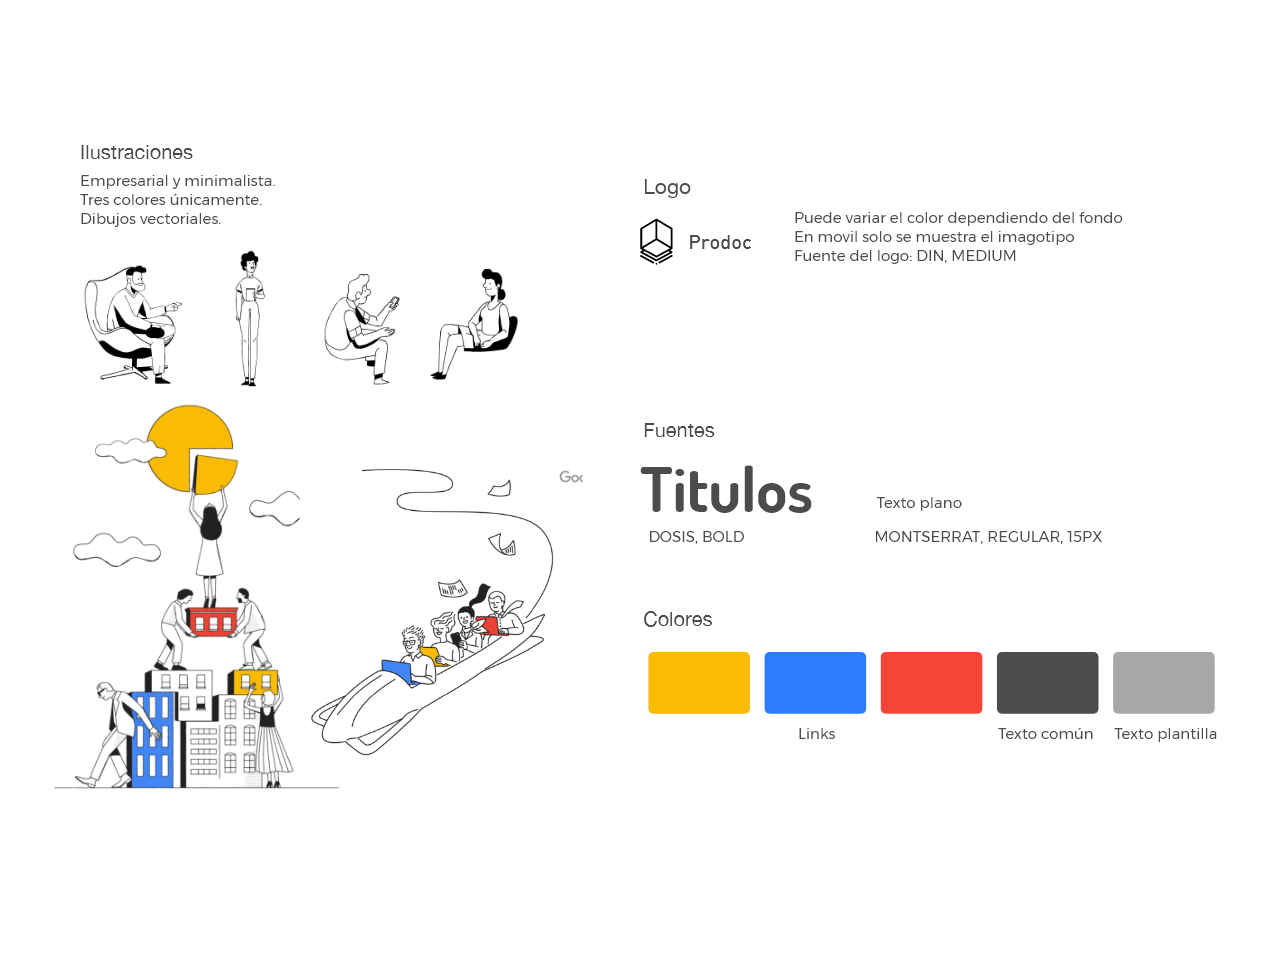 Ilustraciones
Empresarial y minimalista.
Tres colores únicamente.
Dibujos vectoriales.
Logo
Prodoc
Puede variar el color dependiendo del fondo
En movil solo se muestra el imagotipo
Fuente del logo: DIN, MEDIUM
Goo
Fuentes
Titulos
DOSIS, BOLD
Texto plano
MONTSERRAT, REGULAR, 15PX
Colores
Links
Texto común
Texto plantilla